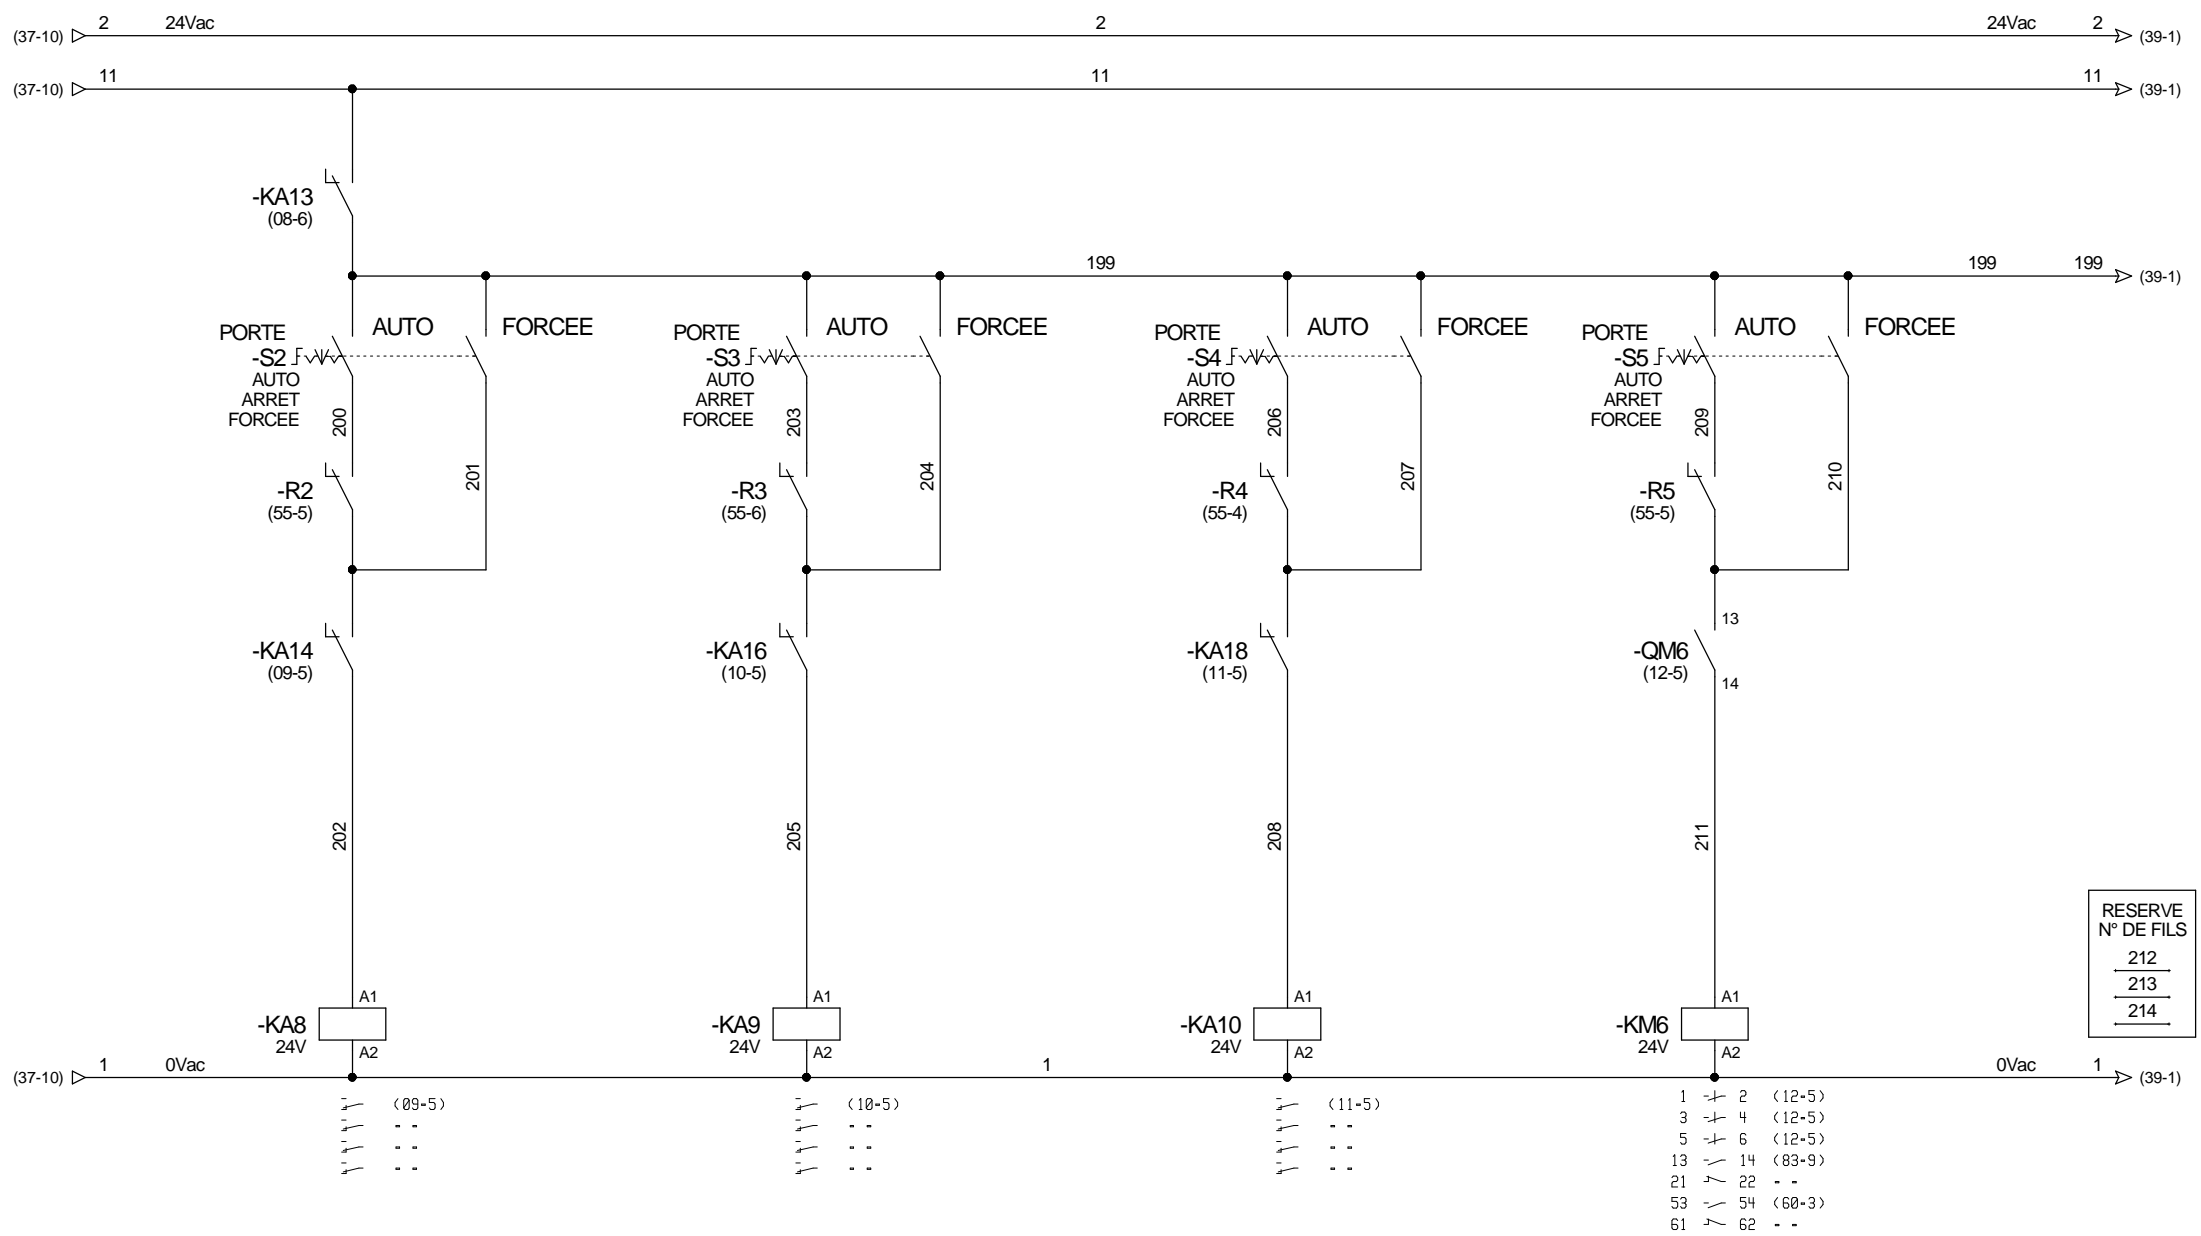 (37-10) 2 24Vac 2 24Vac 2 (39-1)
(37-10) 11 11 11 (39-1)
-KA13
(08-6)
199 199 199 (39-1)
PORTE AUTO FORCEE PORTE AUTO FORCEE PORTE AUTO FORCEE PORTE AUTO FORCEE
-S2 -S3 -S4 -S5
AUTO AUTO AUTO AUTO
ARRET ARRET ARRET ARRET
FORCEE FORCEE FORCEE FORCEE
200 203 206 209
201 204 207 210
-R2 -R3 -R4 -R5
(55-5) (55-6) (55-4) (55-5)
13
-KA14 -KA16 -KA18 -QM6
(09-5) (10-5) (11-5) (12-5)
14
202 205 208 211
RESERVE
N° DE FILS
212
213
214
A1 A1 A1 A1
-KA8 -KA9 -KA10 -KM6
24V 24V 24V 24V
A2 A2 A2 A2
(37-10) 1 0Vac 1 0Vac 1 (39-1)
(09-5) (10-5) (11-5)
- - - - - -
- - - - - -
- - - - - -
1 2 (12-5)
3 4 (12-5)
5 6 (12-5)
13 14 (83-9)
21 22 - -
53 54 (60-3)
61 62 - -